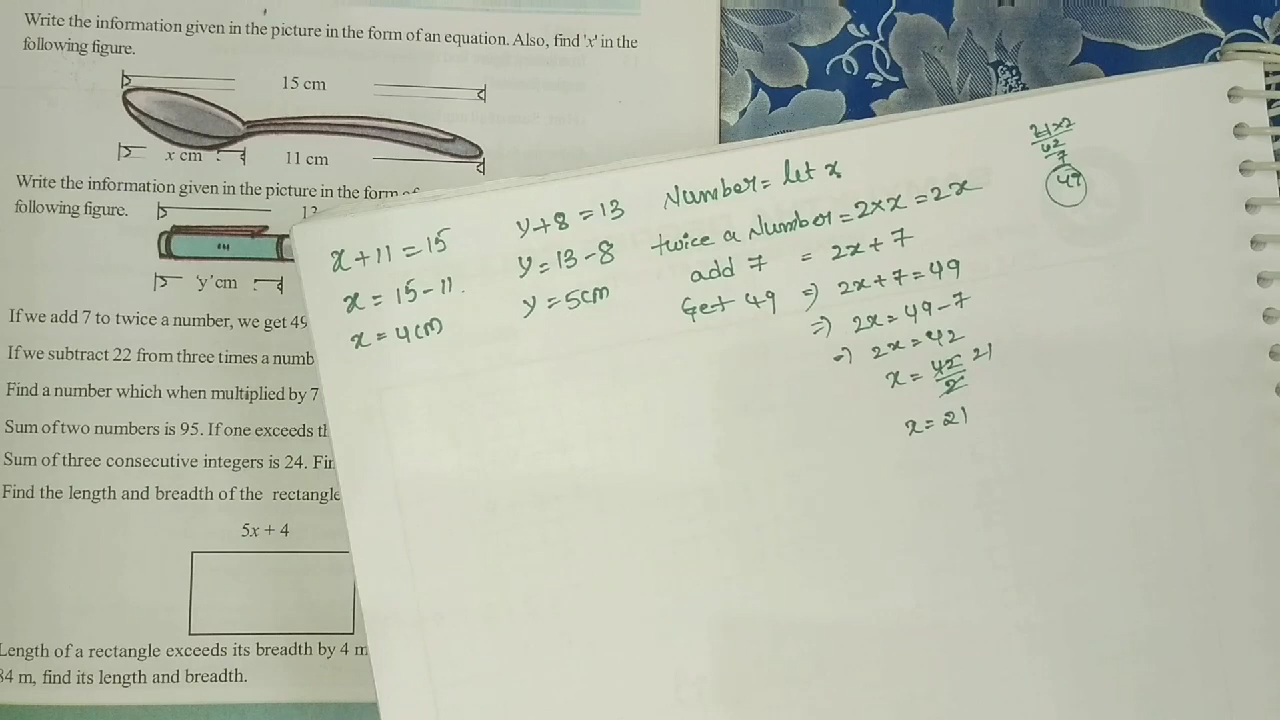 Write the information given in the picture in the form of an equation. Also, find 'x' in the
following figure.
15 cm
x cm
11 cm
Write the information given in the picture in the form
following figure.
'y'cm
If we add 7 to twice a number, we get 49
If we subtract 22 from three times a numb
Find a number which when multiplied by 7
Sum of two numbers is 95. If one exceeds
Sum of three consecutive integers is 24.
Find the length and breadth of the rectangle
5x + 4
Length of a rectangle exceeds its breadth by 4 m
84 m, find its length and breadth.
x+11=15
x=15-11.
x=4cm
y+8=13
y=13-8
y=5cm
Number= let x
twice a Number=2×x=2x
add 7 = 2x+7
Get 49 ⇒ 2x+7=49
⇒ 2x=49-7
⇒ 2x=42
x=42/2 21
x=21
21×2
42
7
49